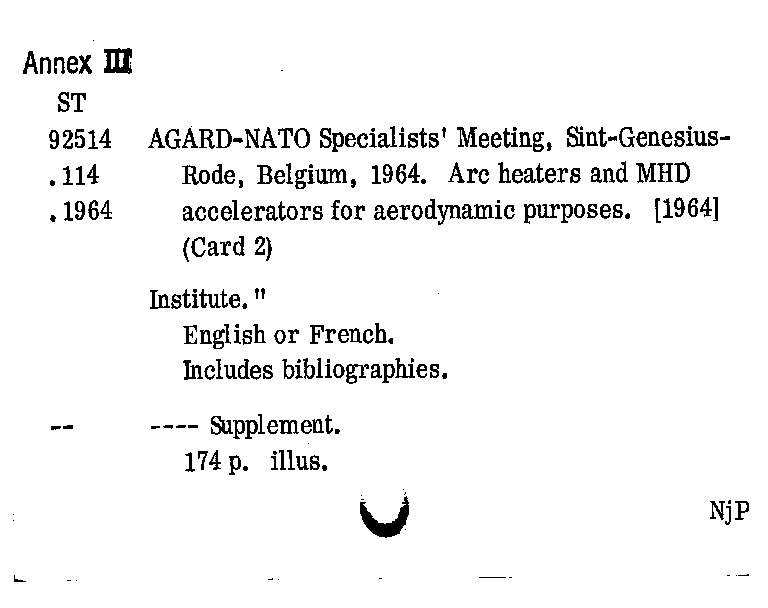 Annex III
ST
92514 AGARD-NATO Specialists' Meeting, Sint-Genesius-
.114 Rode, Belgium, 1964. Arc heaters and MHD
.1964 accelerators for aerodynamic purposes. [1964]
(Card 2)
Institute."
English or French.
Includes bibliographies.
-- ---- Supplement.
174 p. illus.
NjP